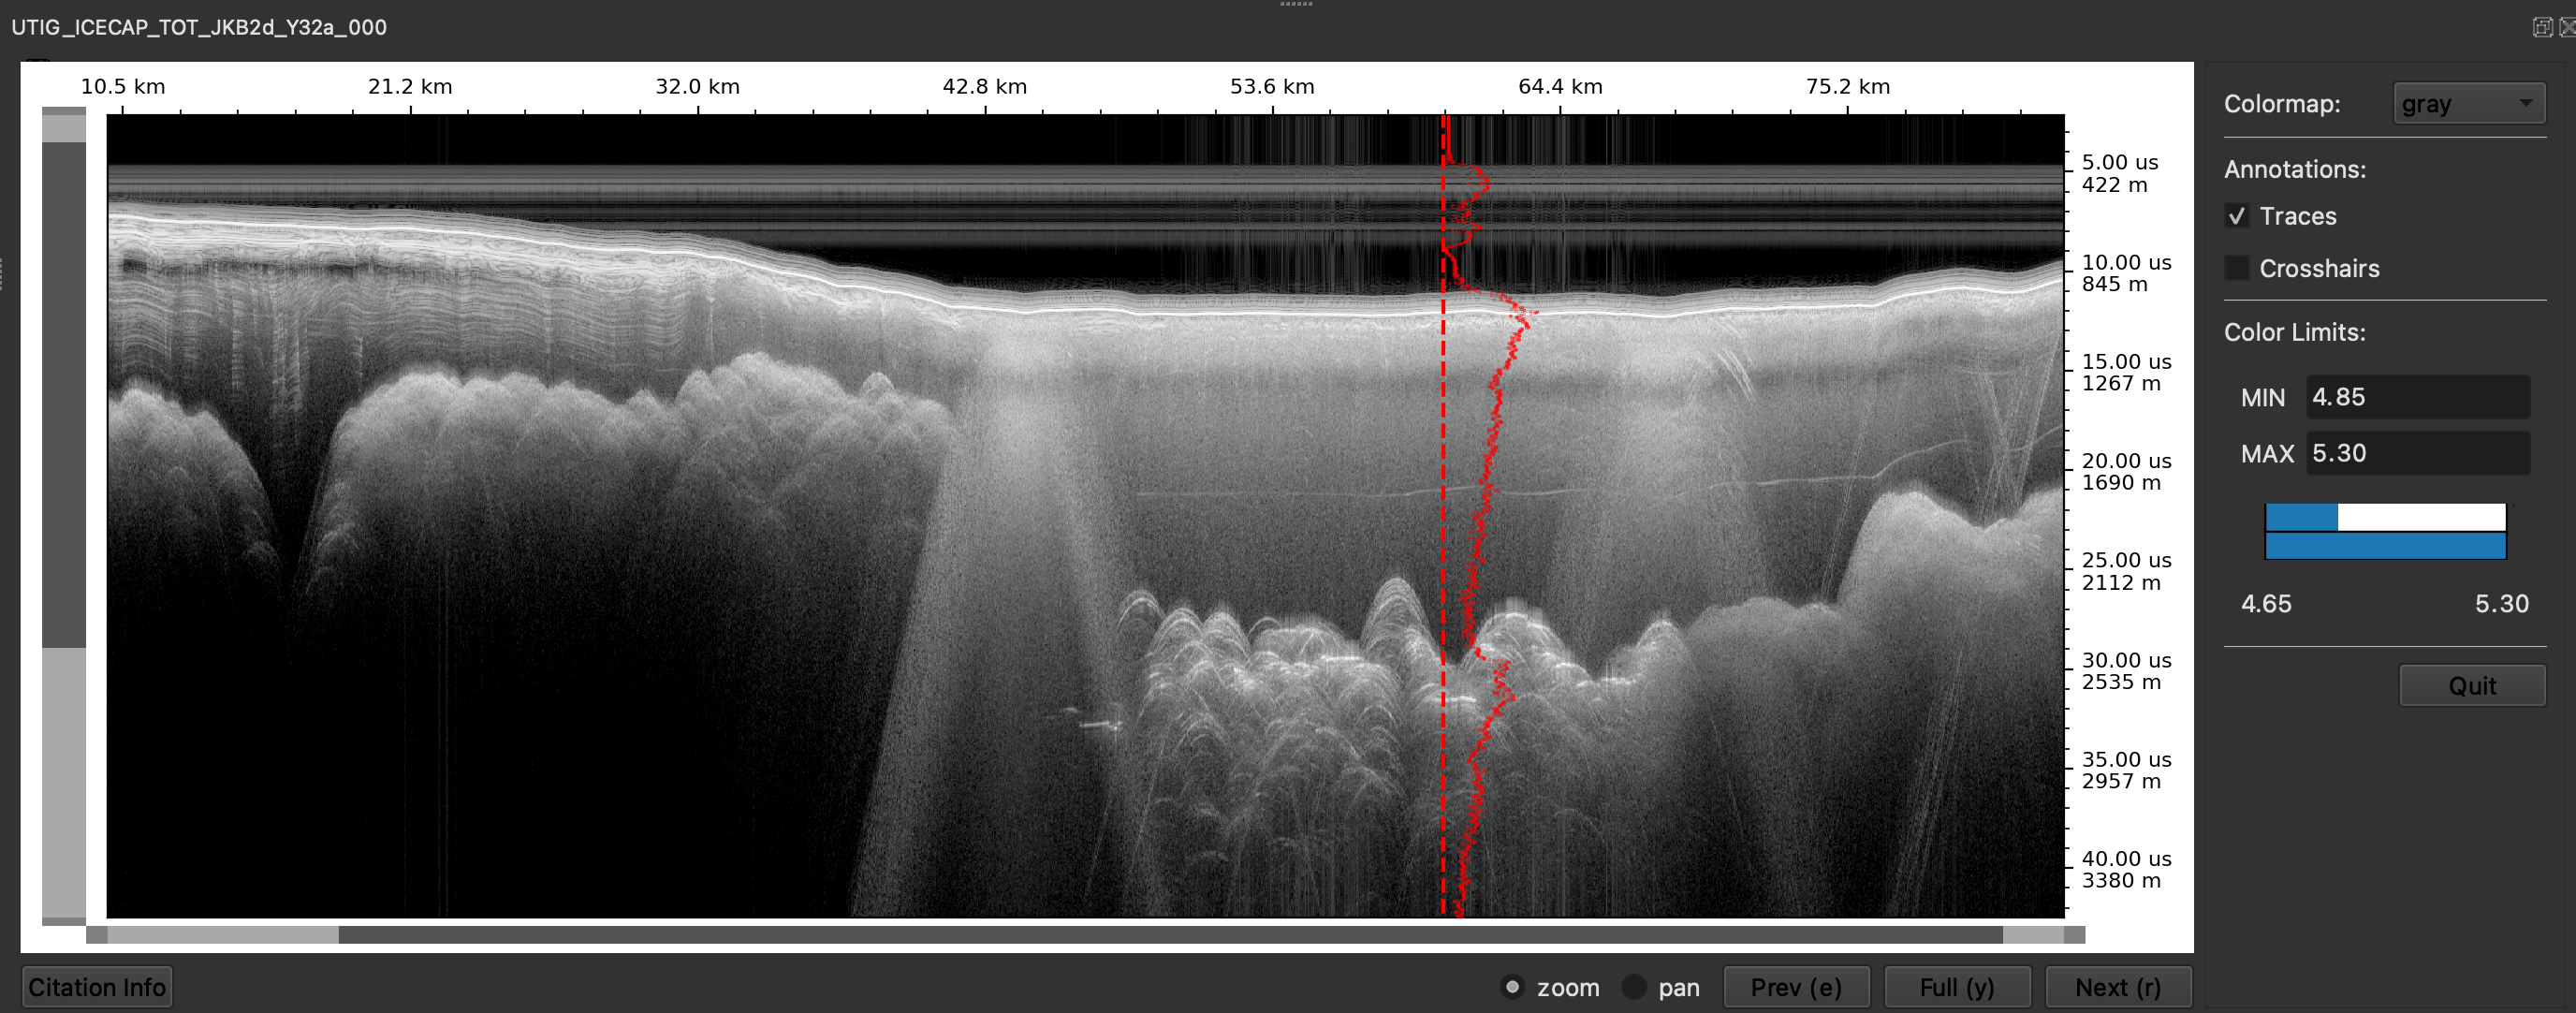 UTIG_ICECAP_TOT_JKB2d_Y32a_000
10.5 km 21.2 km 32.0 km 42.8 km 53.6 km 64.4 km 75.2 km
5.00 us
422 m
10.00 us
845 m
15.00 us
1267 m
20.00 us
1690 m
25.00 us
2112 m
30.00 us
2535 m
35.00 us
2957 m
40.00 us
3380 m
Colormap: gray
Annotations:
Traces
Crosshairs
Color Limits:
MIN 4.85
MAX 5.30
4.65 5.30
Quit
Citation Info zoom pan Prev (e) Full (y) Next (r)